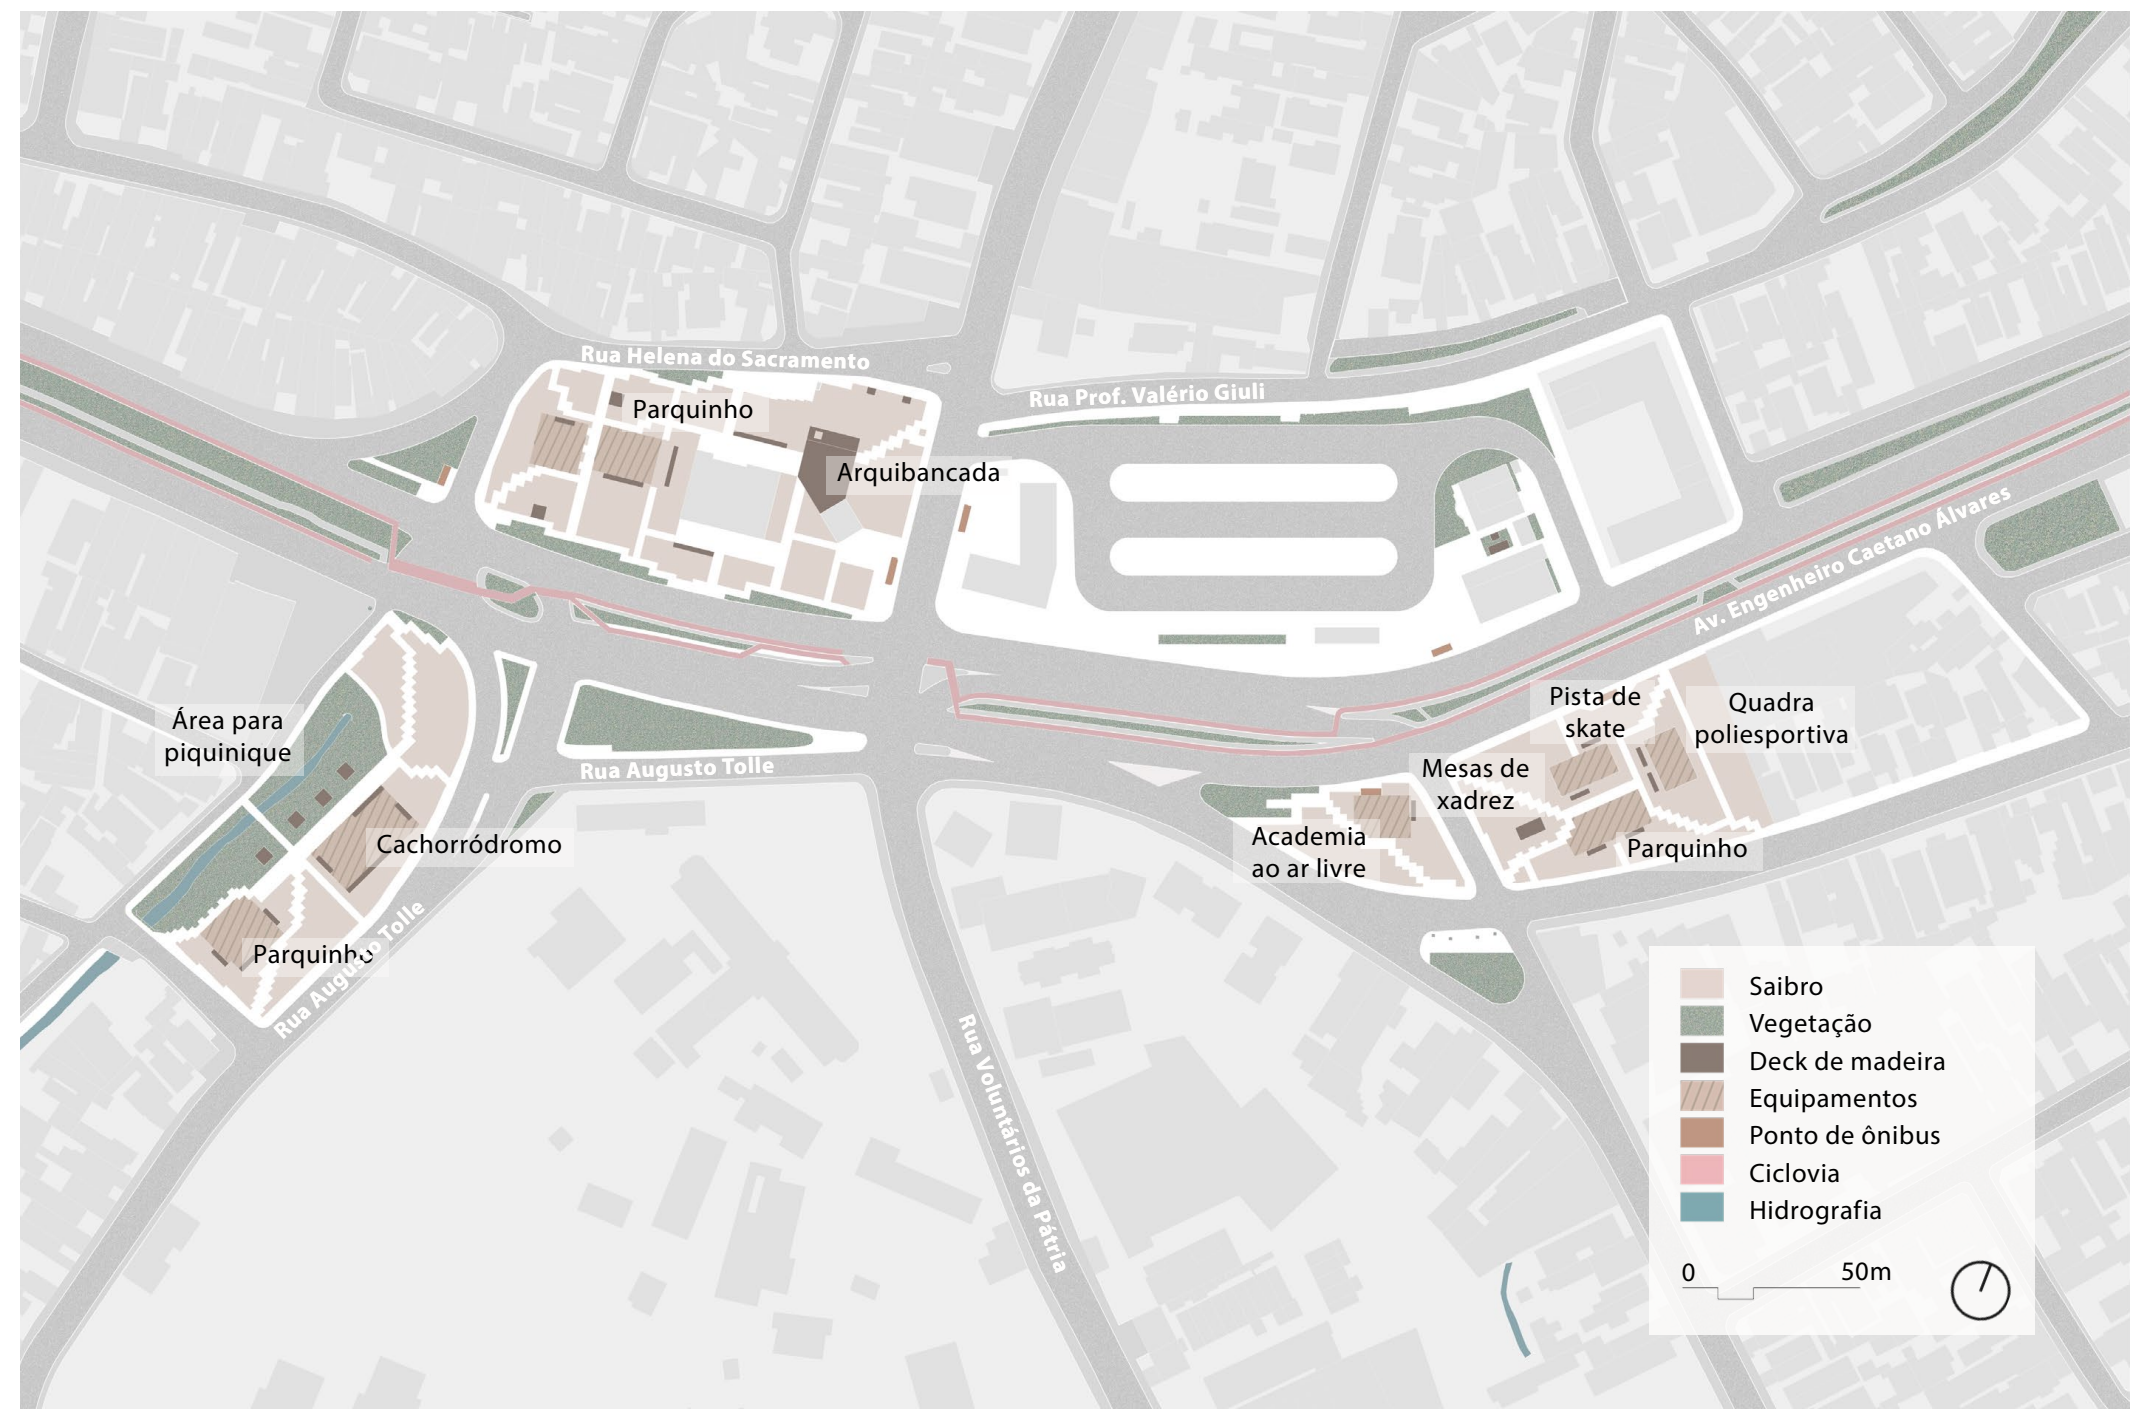 Rua Helena do Sacramento
Rua Prof. Valério Giuli
Parquinho
Arquibancada
Av. Engenheiro Caetano Álvares
Área para
piquinique
Rua Augusto Tolle
Pista de
skate
Quadra
poliesportiva
Mesas de
xadrez
Cachorródromo
Academia
ao ar livre
Parquinho
Parquinho
Rua Augusto Tolle
Rua Voluntários da Pátria
Saibro
Vegetação
Deck de madeira
Equipamentos
Ponto de ônibus
Ciclovia
Hidrografia
0 50m